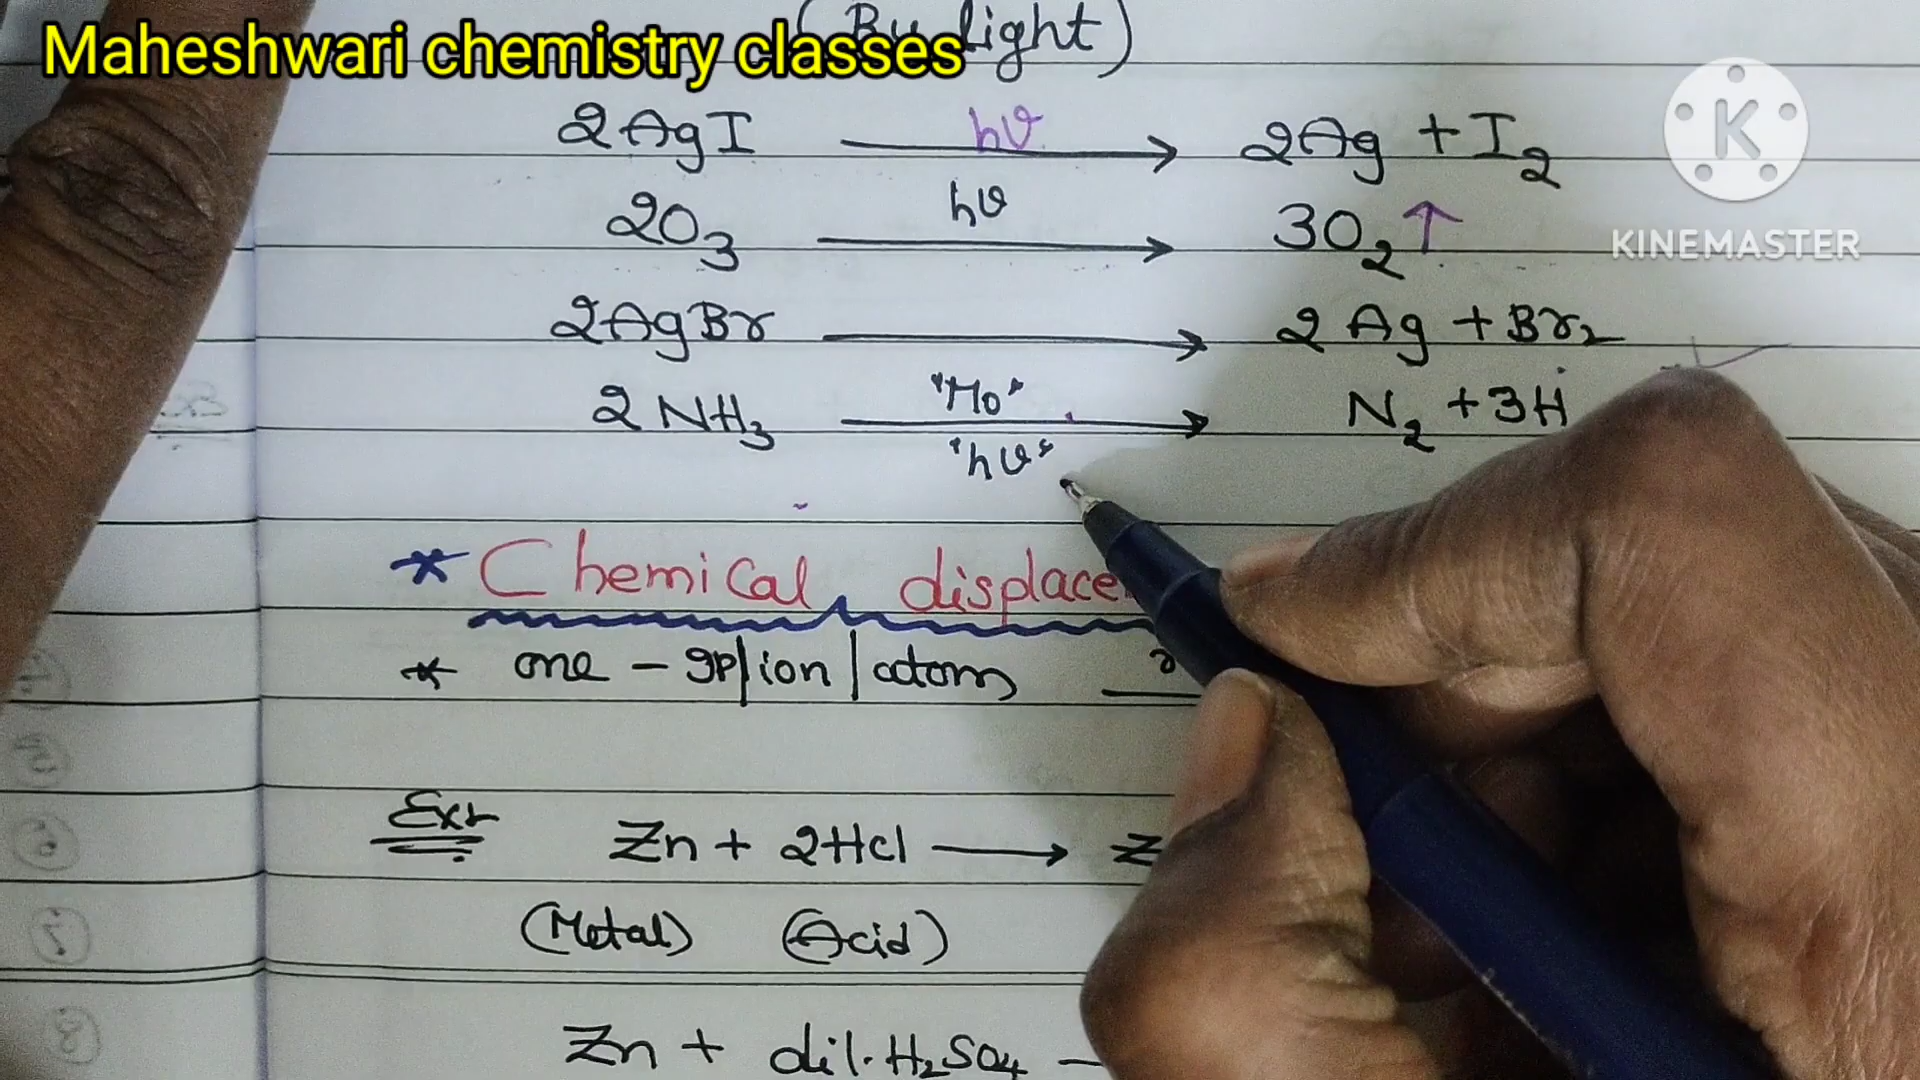 Maheshwari chemistry classes
(By light)
2AgI hν → 2Ag + I₂
2O₃ hν → 3O₂↑
2AgBr → 2Ag + Br₂
2NH₃ "Mo" "hν" → N₂ + 3H
* Chemical displace
* one - gp/ion/atom
Ex:- Zn + 2HCl → Z
(Metal) (Acid)
Zn + dil. H₂SO₄ –
K
KINEMASTER